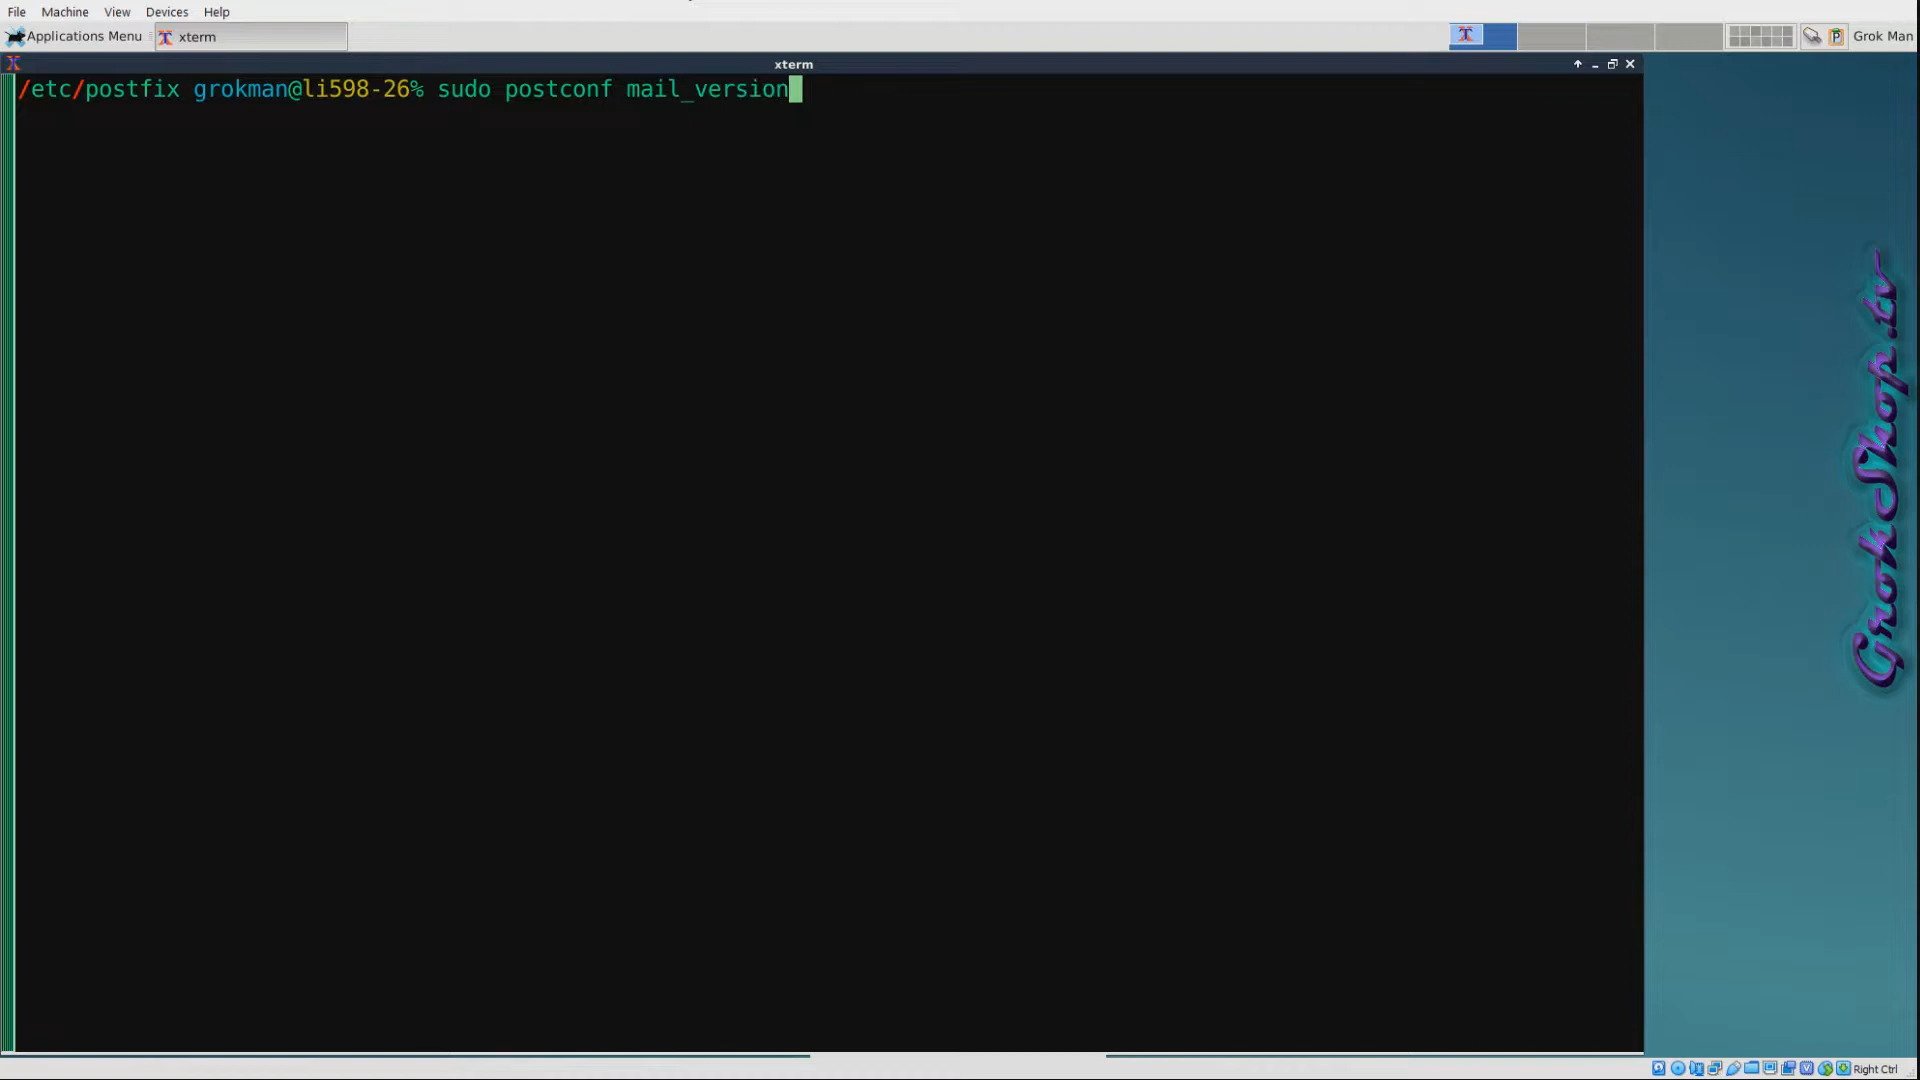 File Machine View Devices Help
Applications Menu xterm Grok Man
xterm
/etc/postfix grokman@li598-26% sudo postconf mail_version
GrokShop.tv
Right Ctrl